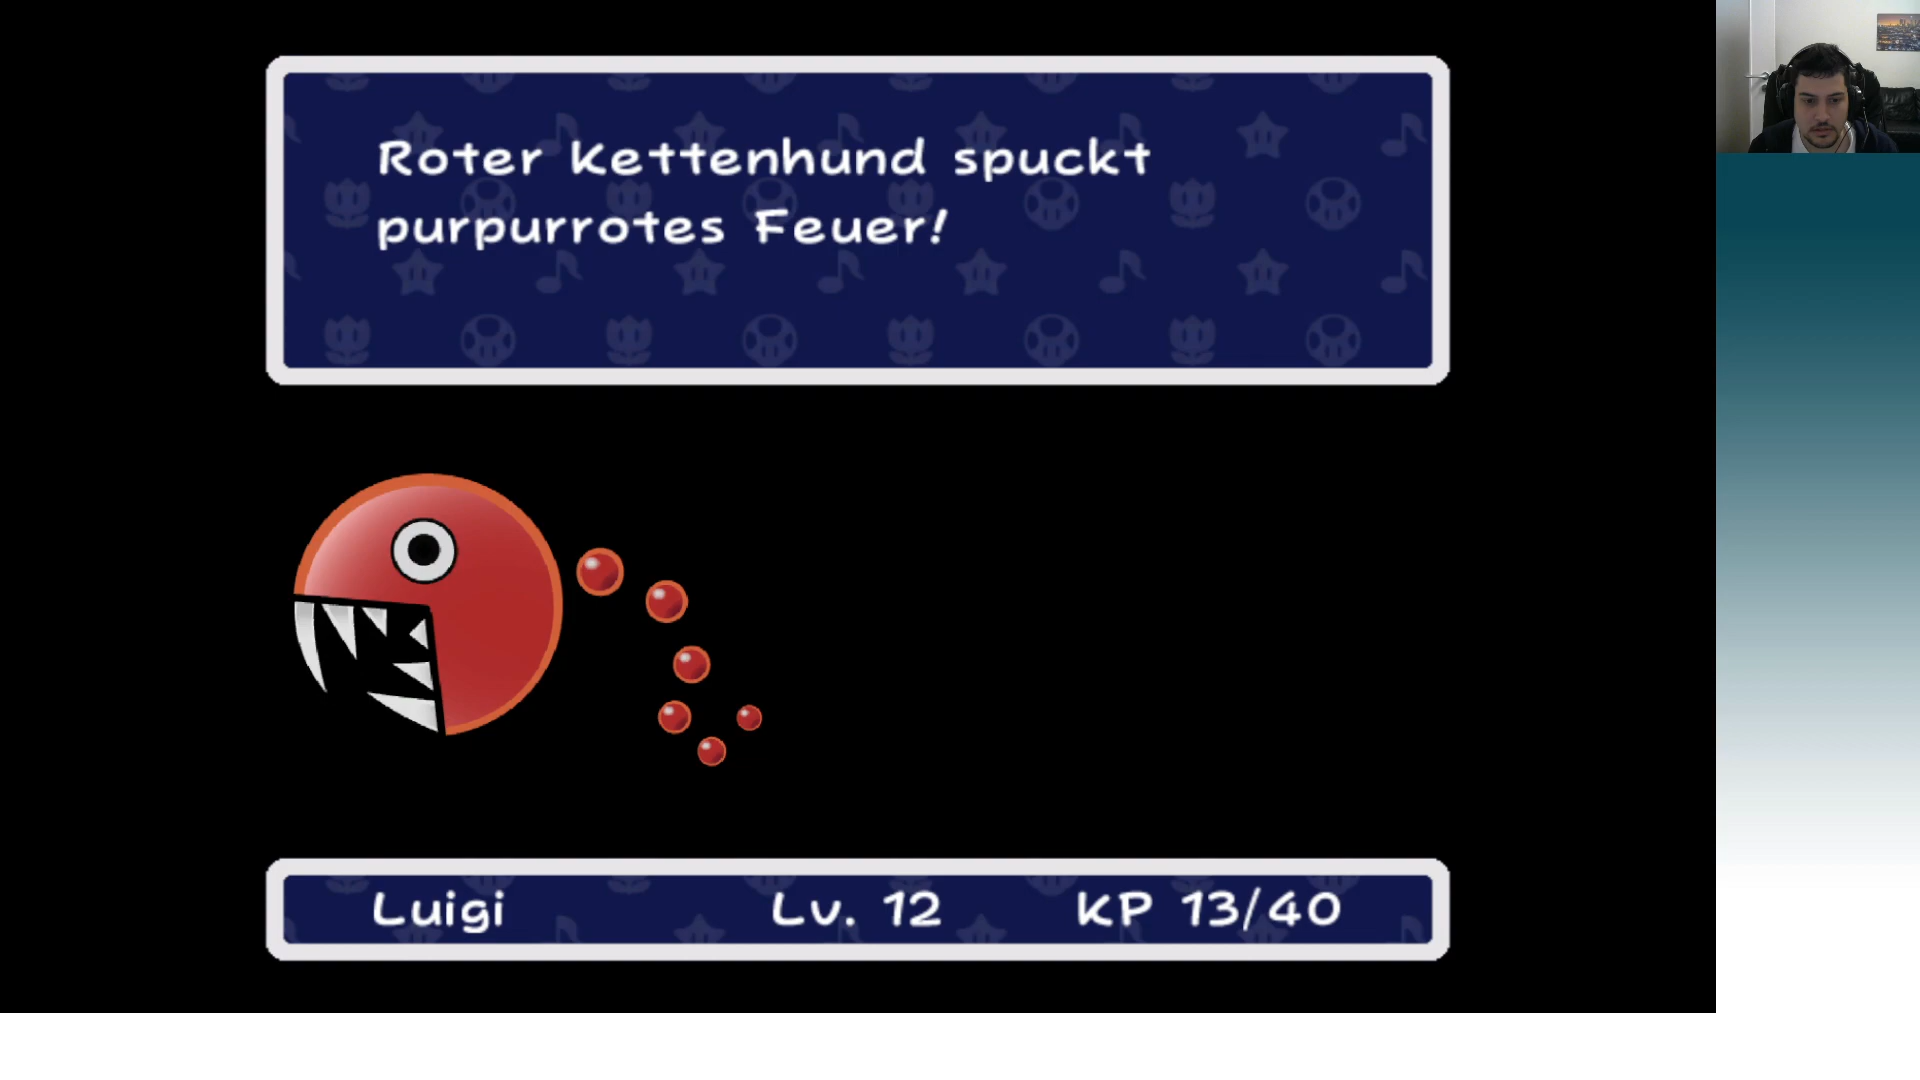 Roter Kettenhund spuckt
purpurrotes Feuer!
Luigi Lv. 12 KP 13/40